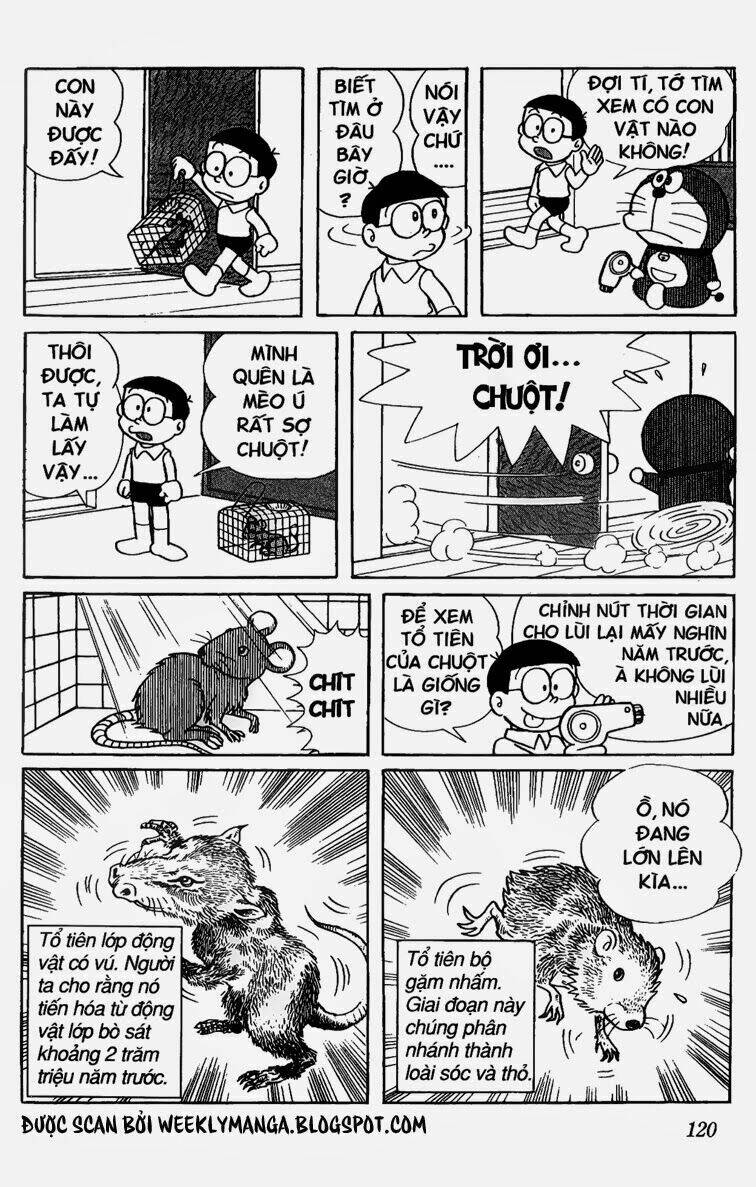 ĐỢI TÍ, TỚ TÌM
XEM CÓ CON
VẬT NÀO
KHÔNG!
NÓI
VẬY
CHỨ
....
BIẾT
TÌM Ở
ĐÂU
BÂY
GIỜ
?
CON
NÀY
ĐƯỢC
ĐẤY!
TRỜI ƠI...
CHUỘT!
MÌNH
QUÊN LÀ
MÈO Ú
RẤT SỢ
CHUỘT!
THÔI
ĐƯỢC,
TA TỰ
LÀM
LẤY
VẬY...
CHỈNH NÚT THỜI GIAN
CHO LÙI LẠI MẤY NGHÌN
NĂM TRƯỚC,
À KHÔNG LÙI
NHIỀU
NỮA
ĐỂ XEM
TỔ TIÊN
CỦA CHUỘT
LÀ GIỐNG
GÌ?
CHÍT
CHÍT
Ồ, NÓ
ĐANG
LỚN LÊN
KÌA...
Tổ tiên bộ
gặm nhấm.
Giai đoạn này
chúng phân
nhánh thành
loài sóc và thỏ.
Tổ tiên lớp động
vật có vú. Người
ta cho rằng nó
tiến hóa từ động
vật lớp bò sát
khoảng 2 trăm
triệu năm trước.
ĐƯỢC SCAN BỞI WEEKLYMANGA.BLOGSPOT.COM
120